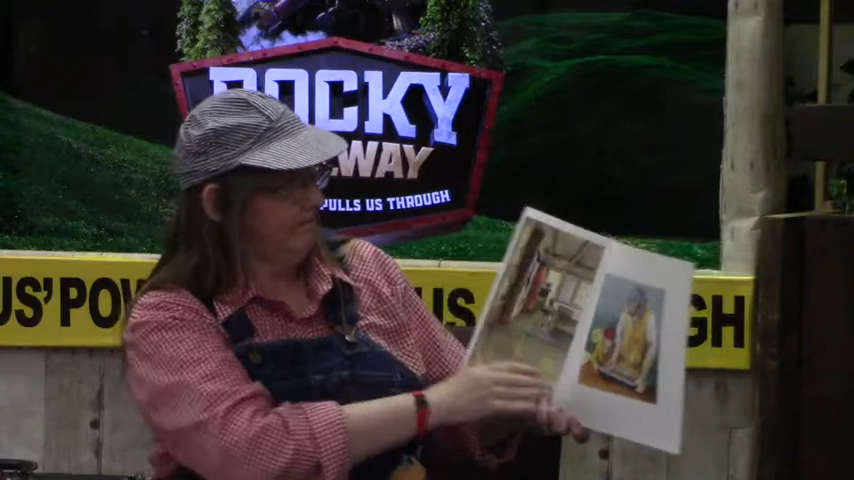 ROCKY
WAY
PULLS US THROUGH
US' POW
US
GH